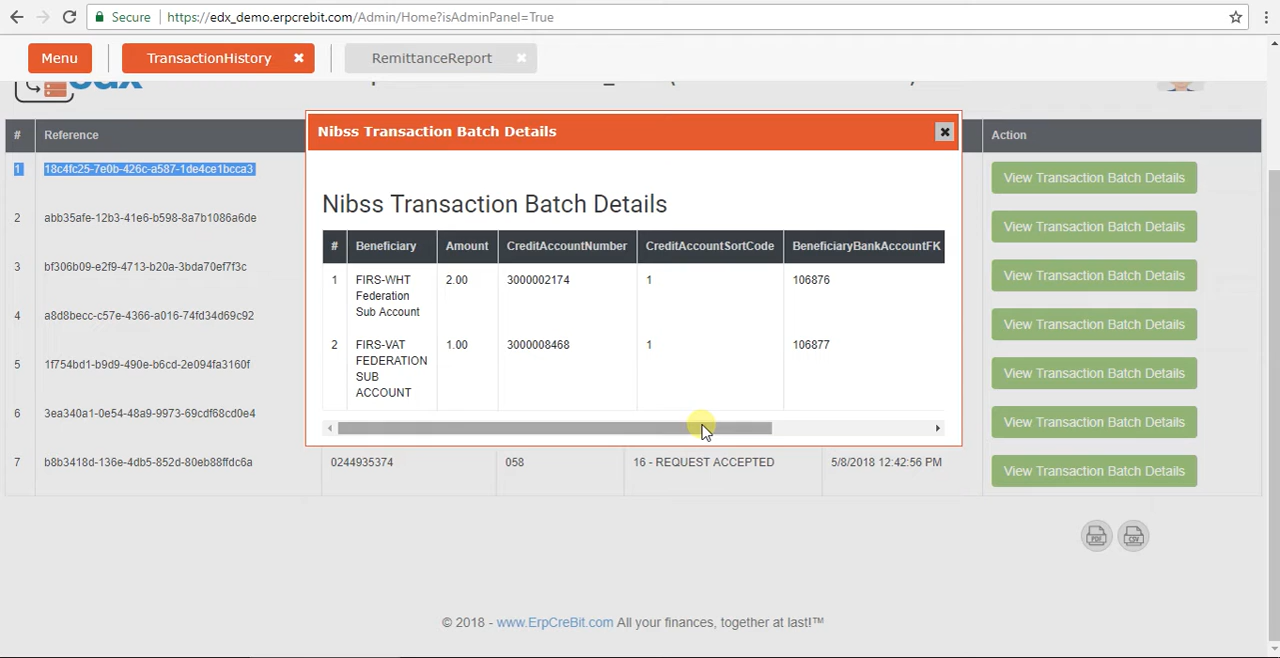 Secure https://edx_demo.erpcrebit.com/Admin/Home?isAdminPanel=True
Menu TransactionHistory RemittanceReport
edx
# Reference Action
1 18c4fc25-7e0b-426c-a587-1de4ce1bcca3 View Transaction Batch Details
2 abb35afe-12b3-41e6-b598-8a7b1086a6de View Transaction Batch Details
3 bf306b09-e2f9-4713-b20a-3bda70ef7f3c View Transaction Batch Details
4 a8d8becc-c57e-4366-a016-74fd34d69c92 View Transaction Batch Details
5 1f754bd1-b9d9-490e-b6cd-2e094fa3160f View Transaction Batch Details
6 3ea340a1-0e54-48a9-9973-69cdf68cd0e4 View Transaction Batch Details
7 b8b3418d-136e-4db5-852d-80eb88ffdc6a 0244935374 058 16 - REQUEST ACCEPTED 5/8/2018 12:42:56 PM View Transaction Batch Details
Nibss Transaction Batch Details
Nibss Transaction Batch Details
# Beneficiary Amount CreditAccountNumber CreditAccountSortCode BeneficiaryBankAccountFK
1 FIRS-WHT 2.00 3000002174 1 106876
Federation
Sub Account
2 FIRS-VAT 1.00 3000008468 1 106877
FEDERATION
SUB
ACCOUNT
PDF CSV
© 2018 - www.ErpCreBit.com All your finances, together at last!™